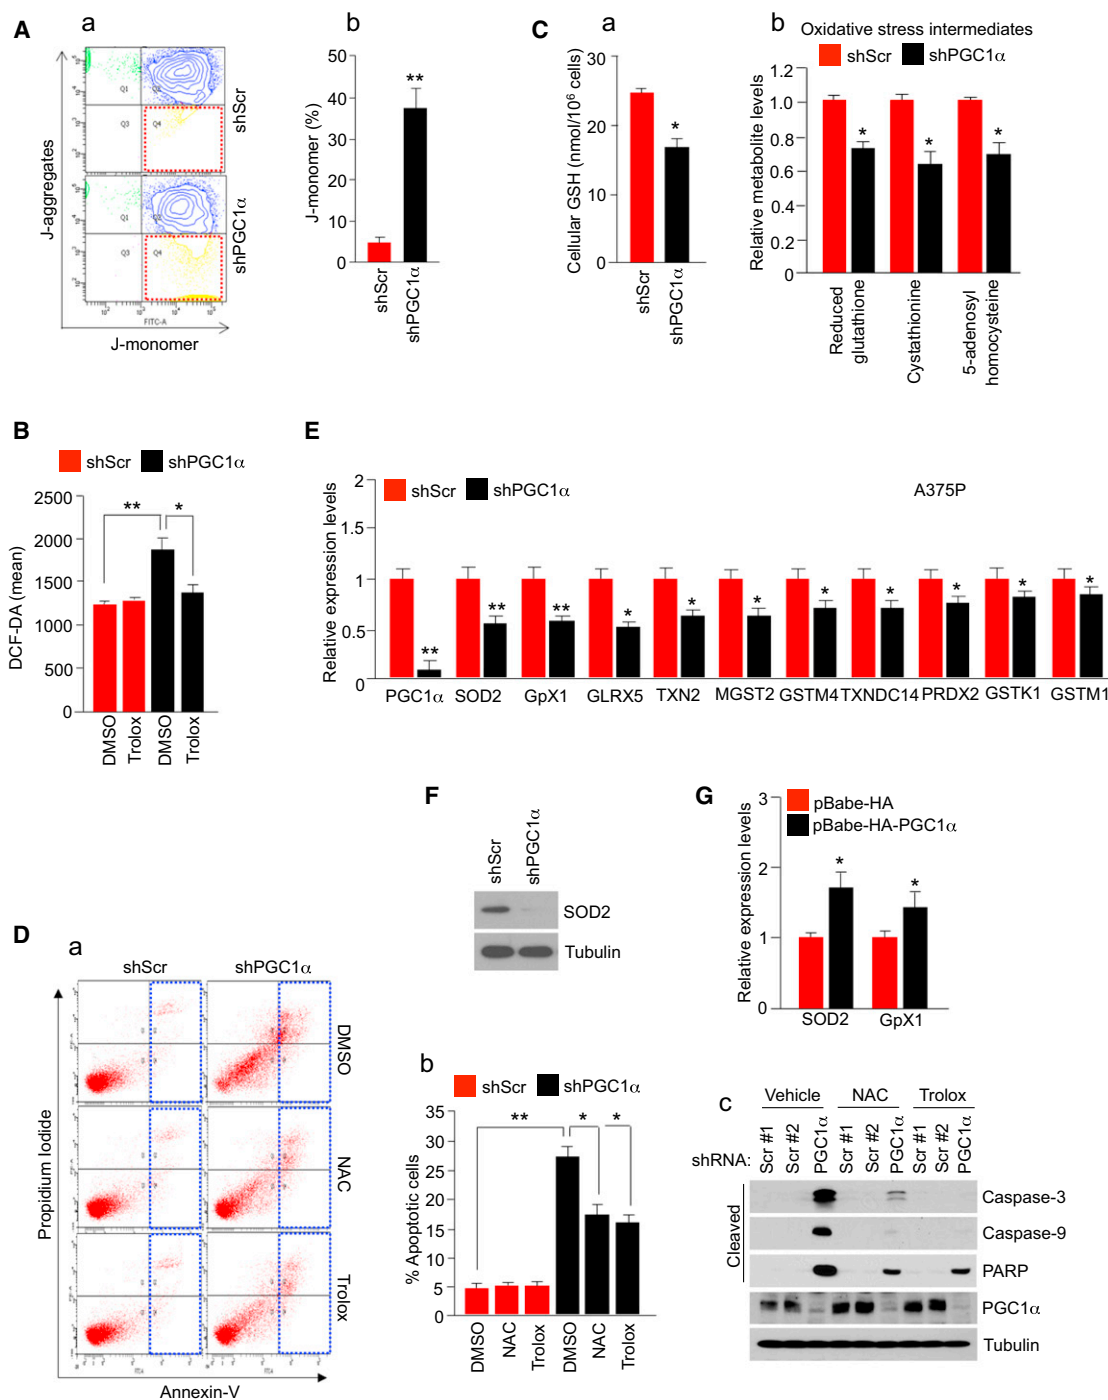 A
a
J-aggregates
Q1
Q2
Q3
Q4
shScr
Q1
Q2
Q3
Q4
shPGC1α
FITC-A
J-monomer
b
J-monomer (%)
50
40
30
20
10
0
**
shScr
shPGC1α
C
a
Cellular GSH (nmol/10⁶ cells)
30
20
10
0
*
shScr
shPGC1α
b
Oxidative stress intermediates
shScr
shPGC1α
Relative metabolite levels
1.2
1.0
0.8
0.6
0.4
0.2
0
*
*
*
Reduced glutathione
Cystathionine
5-adenosyl homocysteine
B
shScr
shPGC1α
DCF-DA (mean)
2500
2000
1500
1000
500
0
**
*
DMSO
Trolox
DMSO
Trolox
E
shScr
shPGC1α
A375P
Relative expression levels
2
1.5
1
0.5
0
**
**
**
*
*
*
*
*
*
*
*
PGC1α
SOD2
GpX1
GLRX5
TXN2
MGST2
GSTM4
TXNDC14
PRDX2
GSTK1
GSTM1
F
shScr
shPGC1α
SOD2
Tubulin
G
pBabe-HA
pBabe-HA-PGC1α
Relative expression levels
3
2
1
0
*
*
SOD2
GpX1
D
a
shScr
shPGC1α
DMSO
NAC
Trolox
Propidium Iodide
Annexin-V
b
shScr
shPGC1α
% Apoptotic cells
35
30
25
20
15
10
5
0
**
*
*
DMSO
NAC
Trolox
DMSO
NAC
Trolox
c
Vehicle
NAC
Trolox
shRNA:
Scr #1
Scr #2
PGC1α
Scr #1
Scr #2
PGC1α
Scr #1
Scr #2
PGC1α
Cleaved
Caspase-3
Caspase-9
PARP
PGC1α
Tubulin